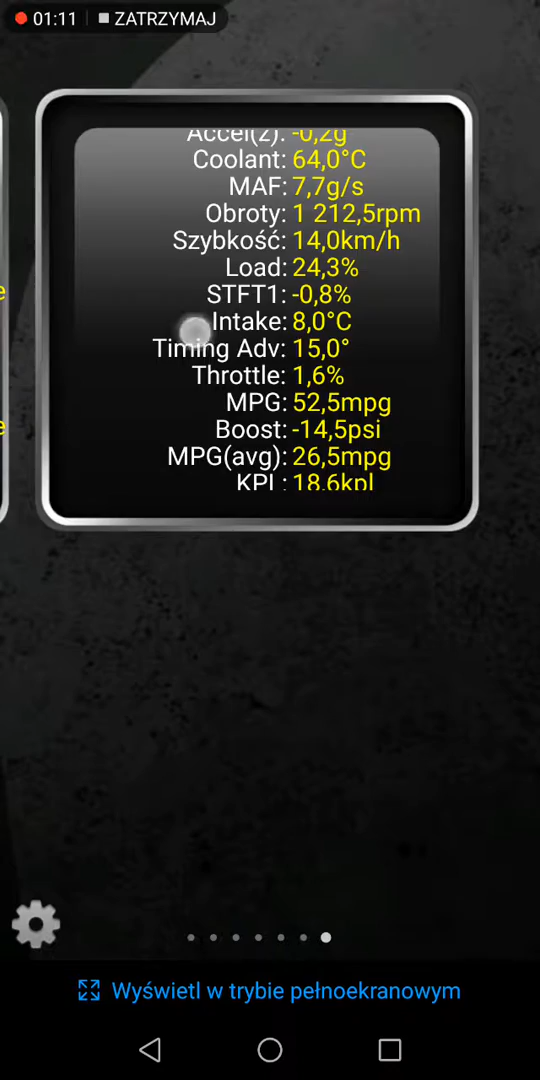 01:11 ZATRZYMAJ
Accel(z): -0,2g
Coolant: 64,0°C
MAF: 7,7g/s
Obroty: 1 212,5rpm
Szybkość: 14,0km/h
Load: 24,3%
STFT1: -0,8%
Intake: 8,0°C
Timing Adv: 15,0°
Throttle: 1,6%
MPG: 52,5mpg
Boost: -14,5psi
MPG(avg): 26,5mpg
KPL: 18,6kpl
Wyświetl w trybie pełnoekranowym